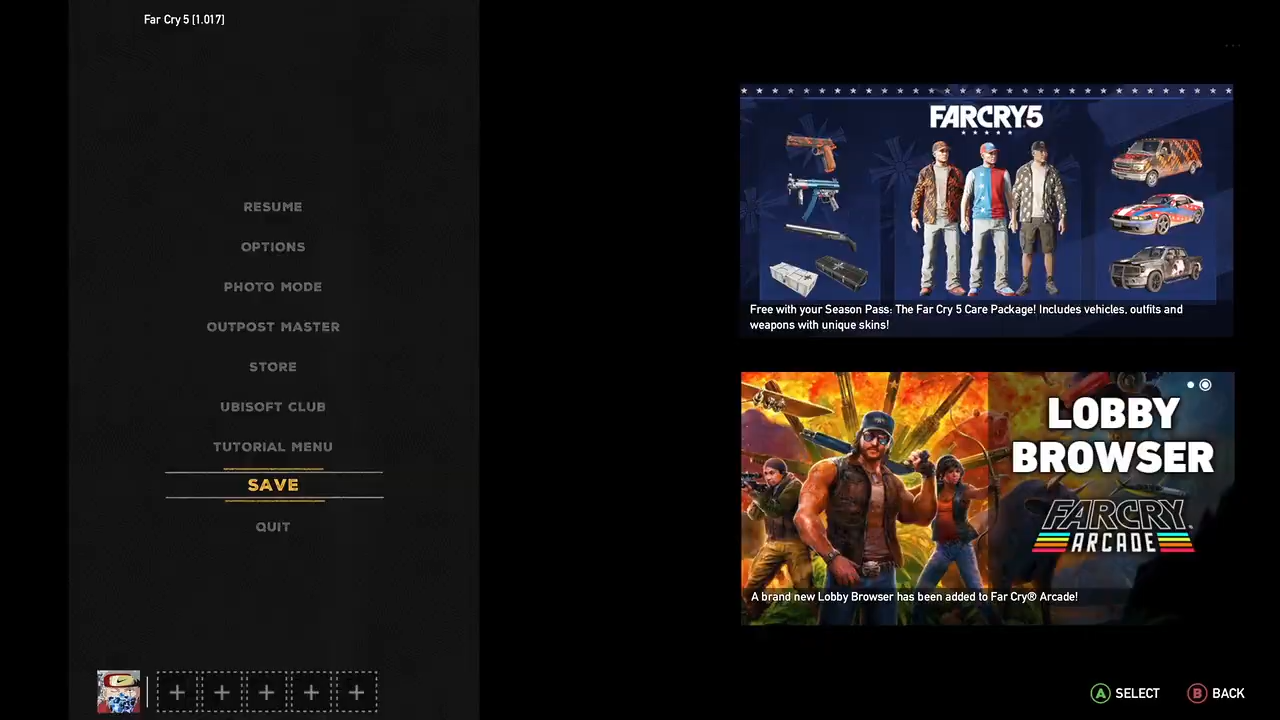 Far Cry 5 [1.017]
RESUME
OPTIONS
PHOTO MODE
OUTPOST MASTER
STORE
UBISOFT CLUB
TUTORIAL MENU
SAVE
QUIT
FARCRY5
Free with your Season Pass: The Far Cry 5 Care Package! Includes vehicles, outfits and
weapons with unique skins!
LOBBY
BROWSER
FARCRY
ARCADE
A brand new Lobby Browser has been added to Far Cry® Arcade!
A SELECT
B BACK